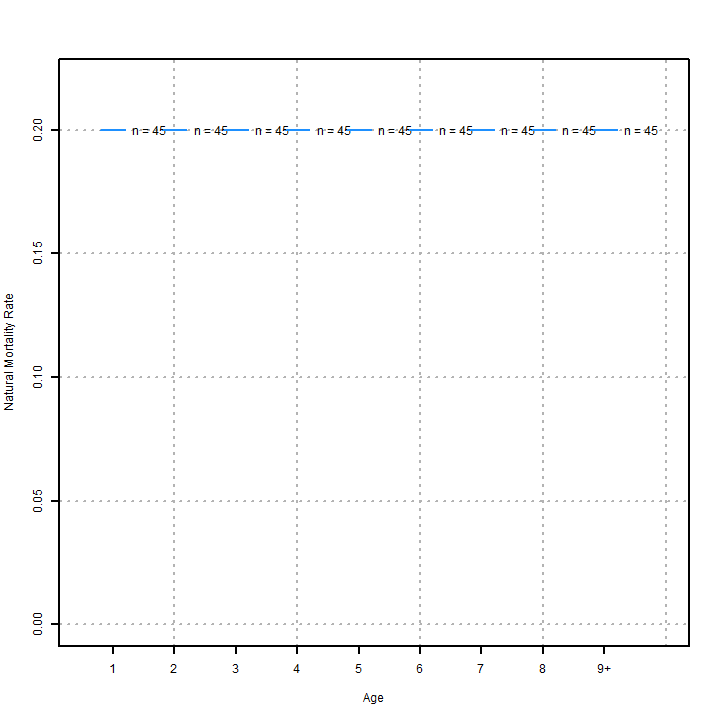 0.20
n = 45 n = 45 n = 45 n = 45 n = 45 n = 45 n = 45 n = 45 n = 45
0.15
0.10
0.05
0.00
Natural Mortality Rate
1 2 3 4 5 6 7 8 9+
Age